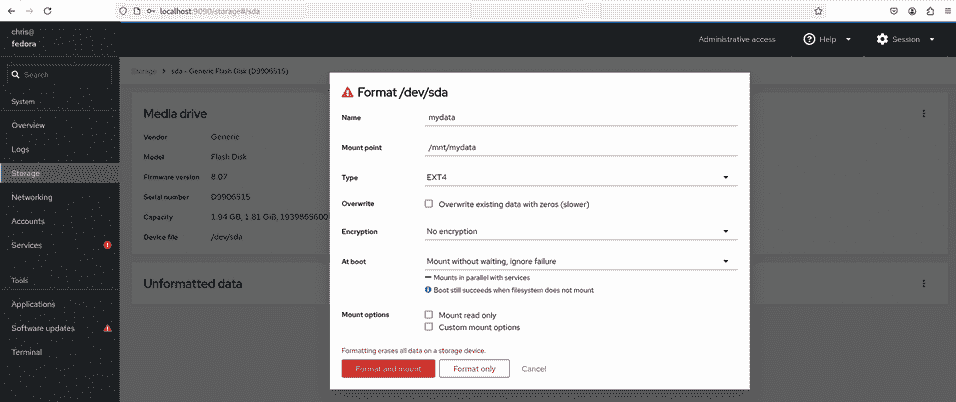 localhost:9090/storage#/sda
chris@
fedora
Administrative access
Help
Session
Search
System
Overview
Logs
Storage
Networking
Accounts
Services
Tools
Applications
Software updates
Terminal
Storage > sda - Generic Flash Disk (D9906515)
Media drive
Vendor Generic
Model Flash Disk
Firmware version 8.07
Serial number D9906515
Capacity 1.94 GB, 1.81 GiB, 1939865600
Device file /dev/sda
Unformatted data
Format /dev/sda
Name mydata
Mount point /mnt/mydata
Type EXT4
Overwrite Overwrite existing data with zeros (slower)
Encryption No encryption
At boot Mount without waiting, ignore failure
Mounts in parallel with services
Boot still succeeds when filesystem does not mount
Mount options Mount read only
Custom mount options
Formatting erases all data on a storage device.
Format and mount Format only Cancel